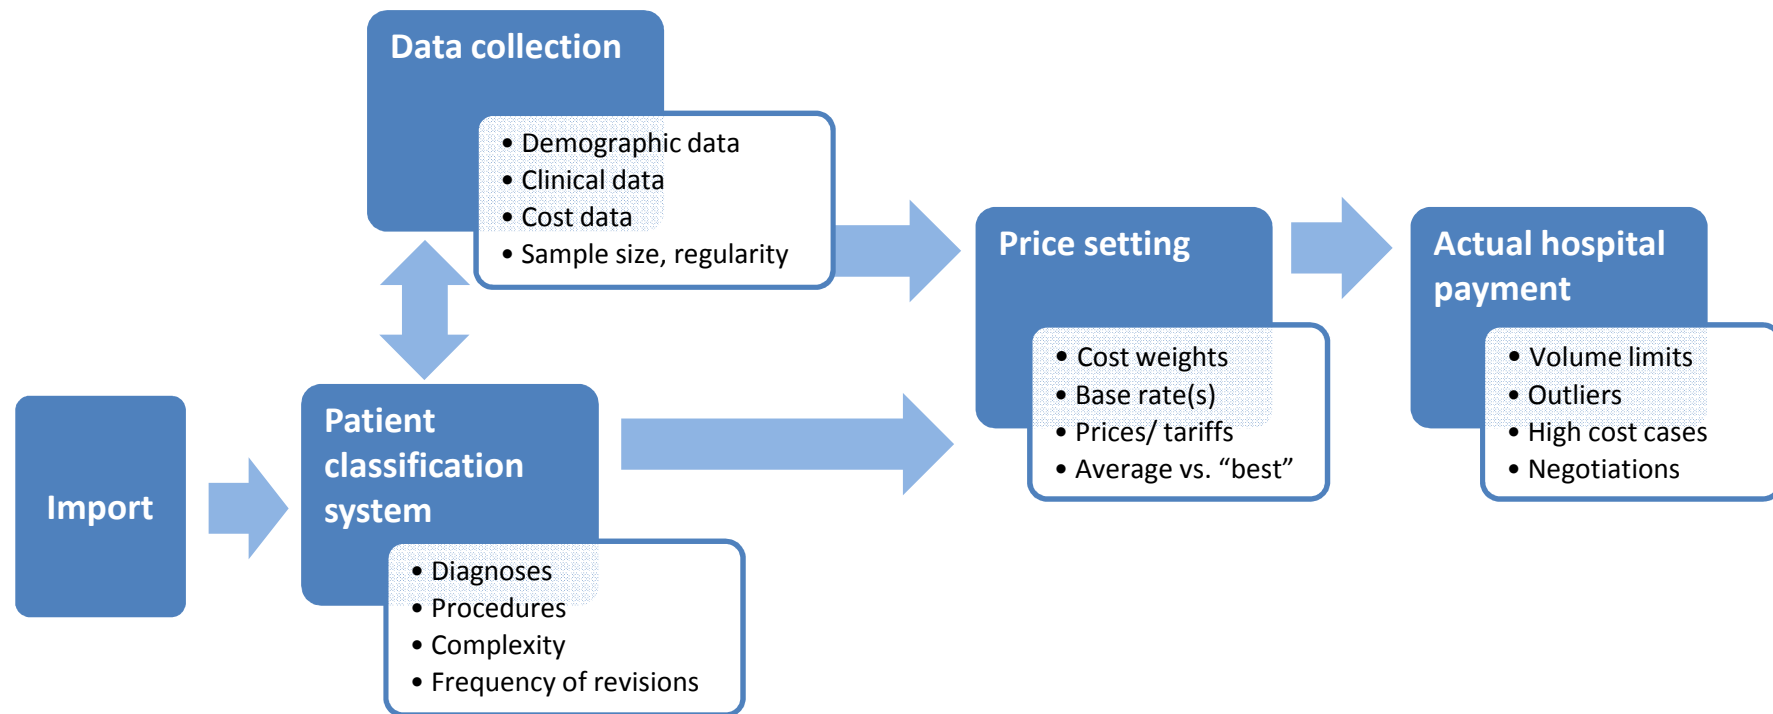 Data collection
• Demographic data
• Clinical data
• Cost data
• Sample size, regularity
Import
Patient
classification
system
• Diagnoses
• Procedures
• Complexity
• Frequency of revisions
Price setting
• Cost weights
• Base rate(s)
• Prices/ tariffs
• Average vs. “best”
Actual hospital
payment
• Volume limits
• Outliers
• High cost cases
• Negotiations